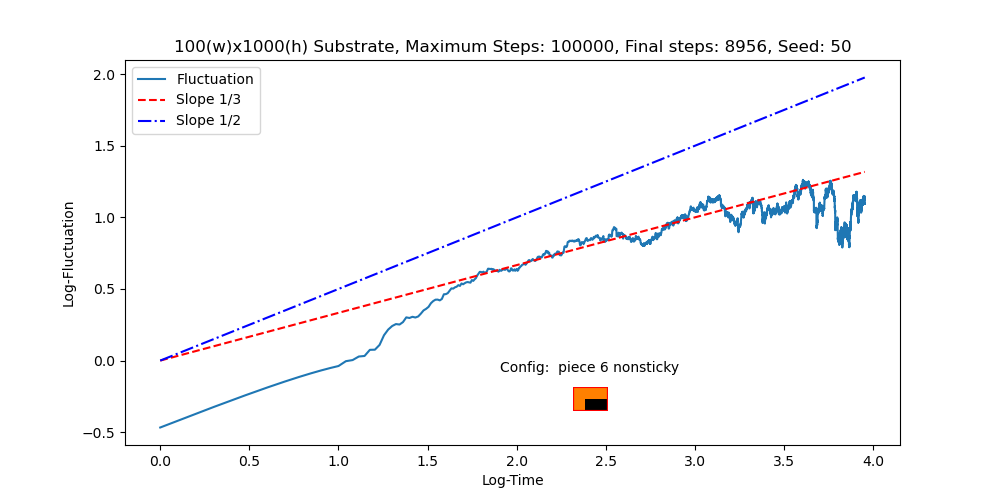 100(w)x1000(h) Substrate, Maximum Steps: 100000, Final steps: 8956, Seed: 50
Fluctuation
Slope 1/3
Slope 1/2
2.0
1.5
1.0
0.5
0.0
−0.5
Log-Fluctuation
Config:  piece 6 nonsticky
0.0 0.5 1.0 1.5 2.0 2.5 3.0 3.5 4.0
Log-Time